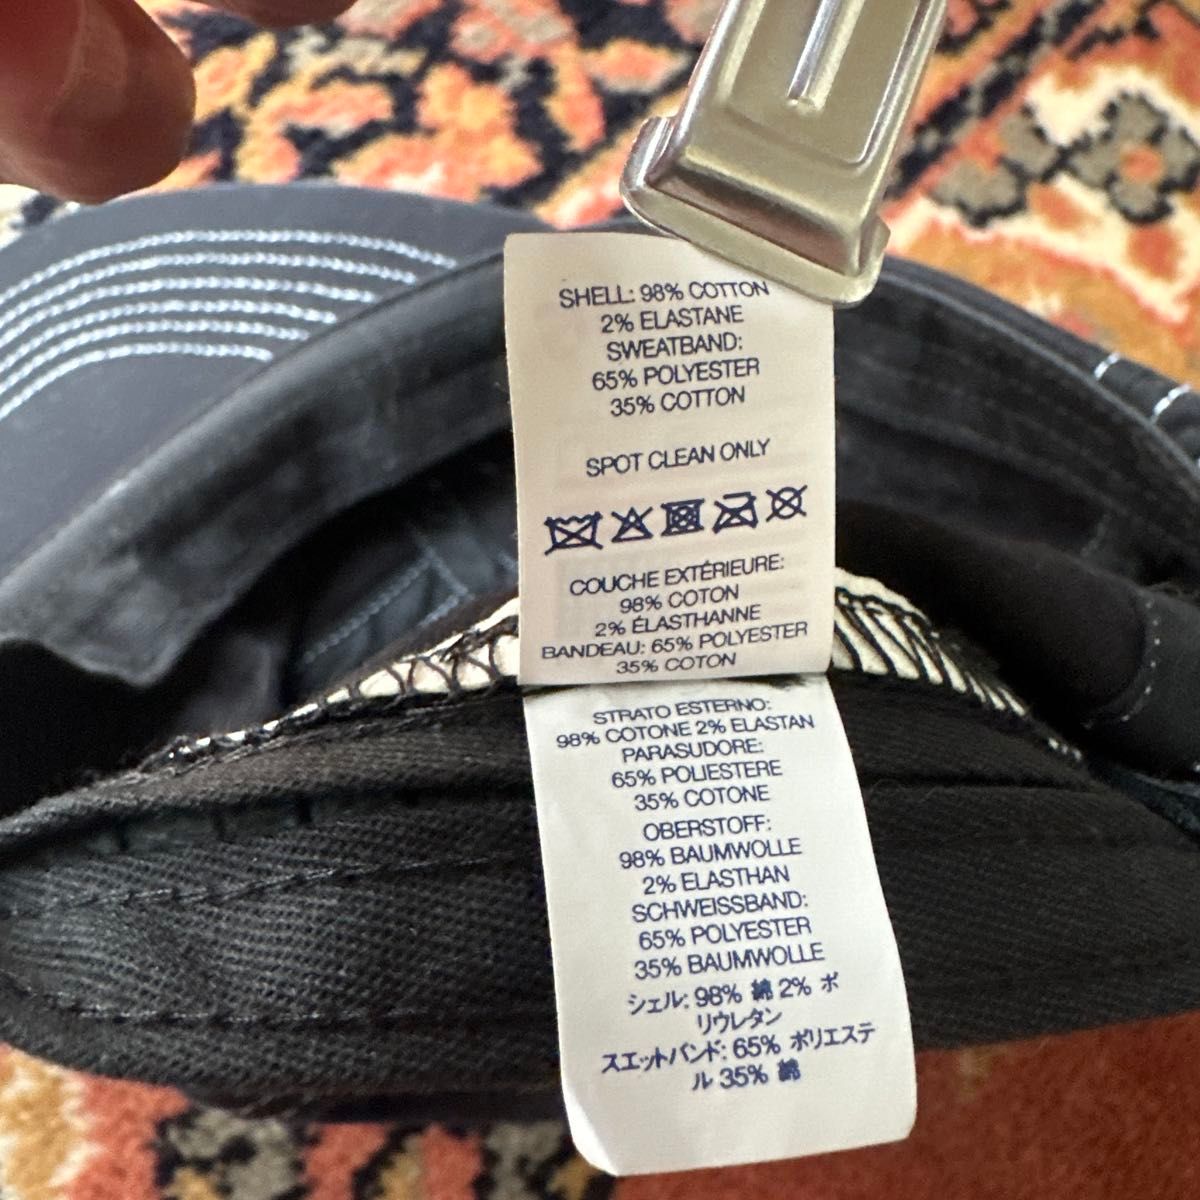 SHELL: 98% COTTON
2% ELASTANE
SWEATBAND:
65% POLYESTER
35% COTTON
SPOT CLEAN ONLY
COUCHE EXTÉRIEURE:
98% COTON
2% ÉLASTHANNE
BANDEAU: 65% POLYESTER
35% COTON
STRATO ESTERNO:
98% COTONE 2% ELASTAN
PARASUDORE:
65% POLIESTERE
35% COTONE
OBERSTOFF:
98% BAUMWOLLE
2% ELASTHAN
SCHWEISSBAND:
65% POLYESTER
35% BAUMWOLLE
シェル: 98% 綿 2% ポ
リウレタン
スエットバンド: 65% ポリエステ
ル 35% 綿